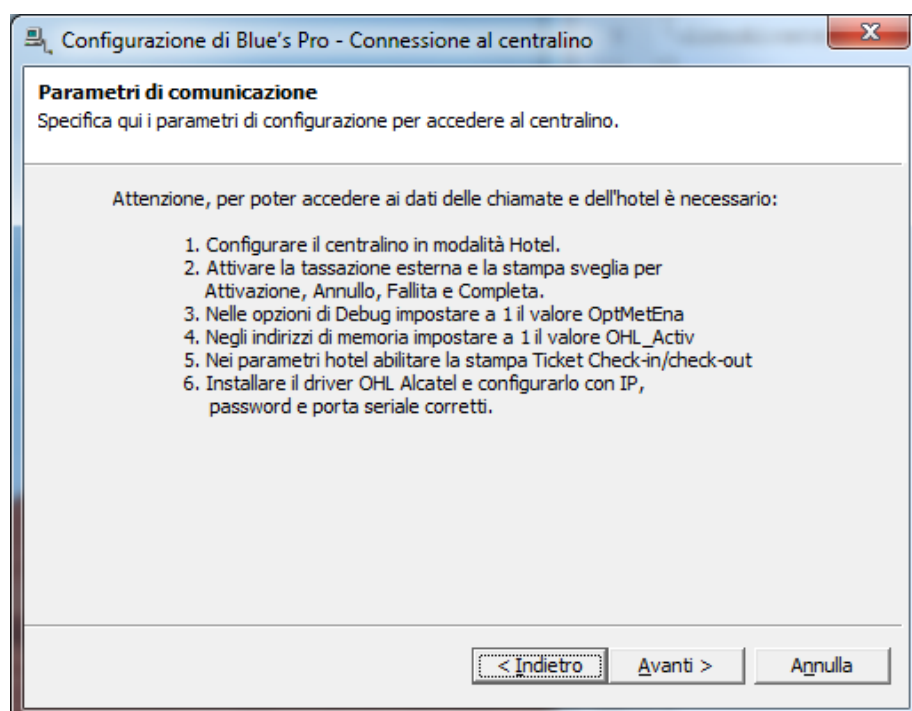 Configurazione di Blue's Pro - Connessione al centralino
Parametri di comunicazione
Specifica qui i parametri di configurazione per accedere al centralino.
Attenzione, per poter accedere ai dati delle chiamate e dell'hotel è necessario:
1. Configurare il centralino in modalità Hotel.
2. Attivare la tassazione esterna e la stampa sveglia per
Attivazione, Annullo, Fallita e Completa.
3. Nelle opzioni di Debug impostare a 1 il valore OptMetEna
4. Negli indirizzi di memoria impostare a 1 il valore OHL_Activ
5. Nei parametri hotel abilitare la stampa Ticket Check-in/check-out
6. Installare il driver OHL Alcatel e configurarlo con IP,
password e porta seriale corretti.
< Indietro
Avanti >
Annulla